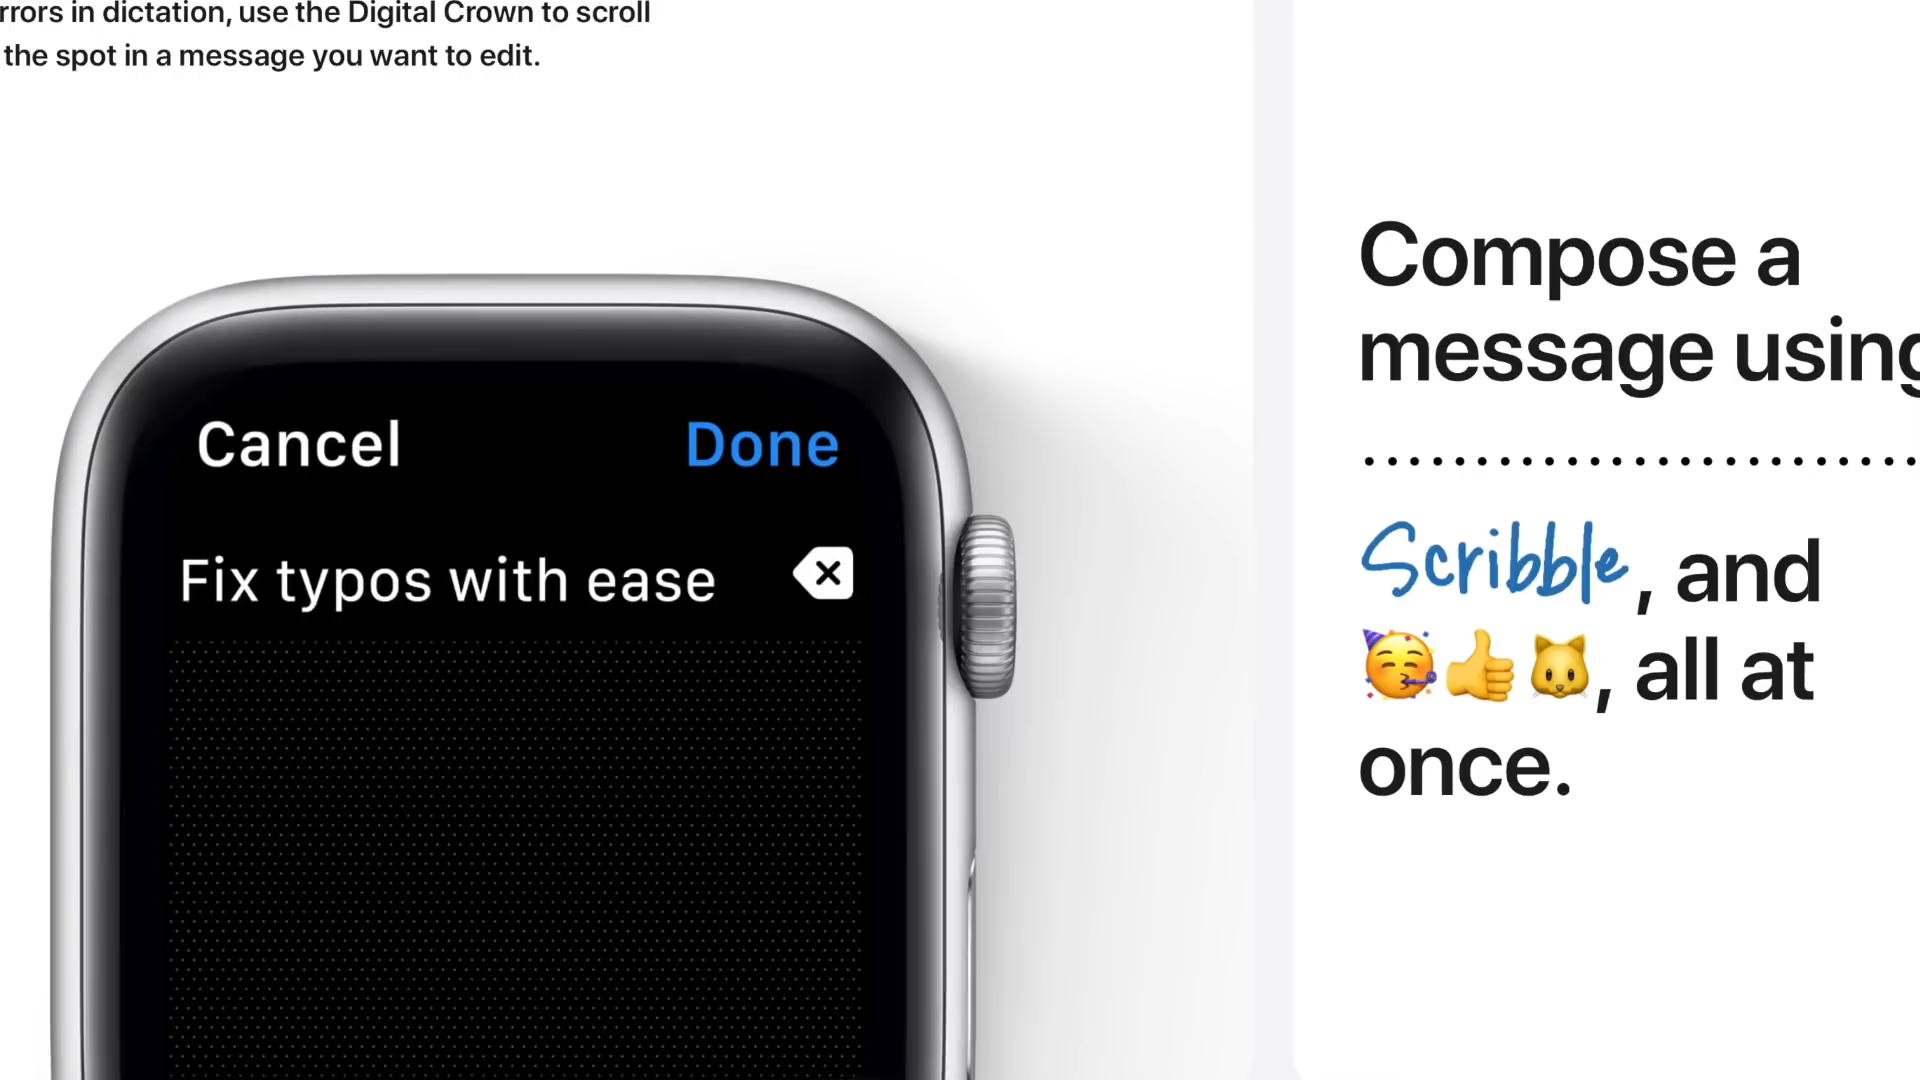 rrors in dictation, use the Digital Crown to scroll
the spot in a message you want to edit.
Cancel
Done
Fix typos with ease
Compose a
message using
Scribble, and
🥳👍🐱, all at
once.